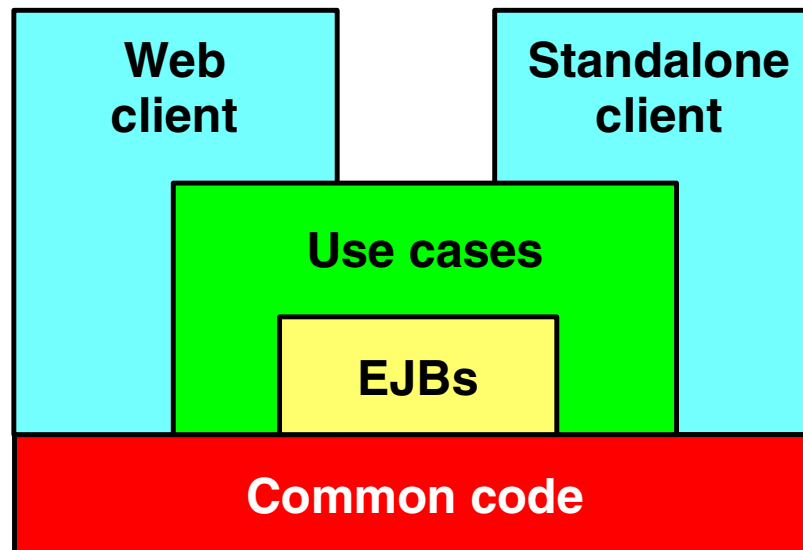 Web
client
Standalone
client
Use cases
EJBs
Common code